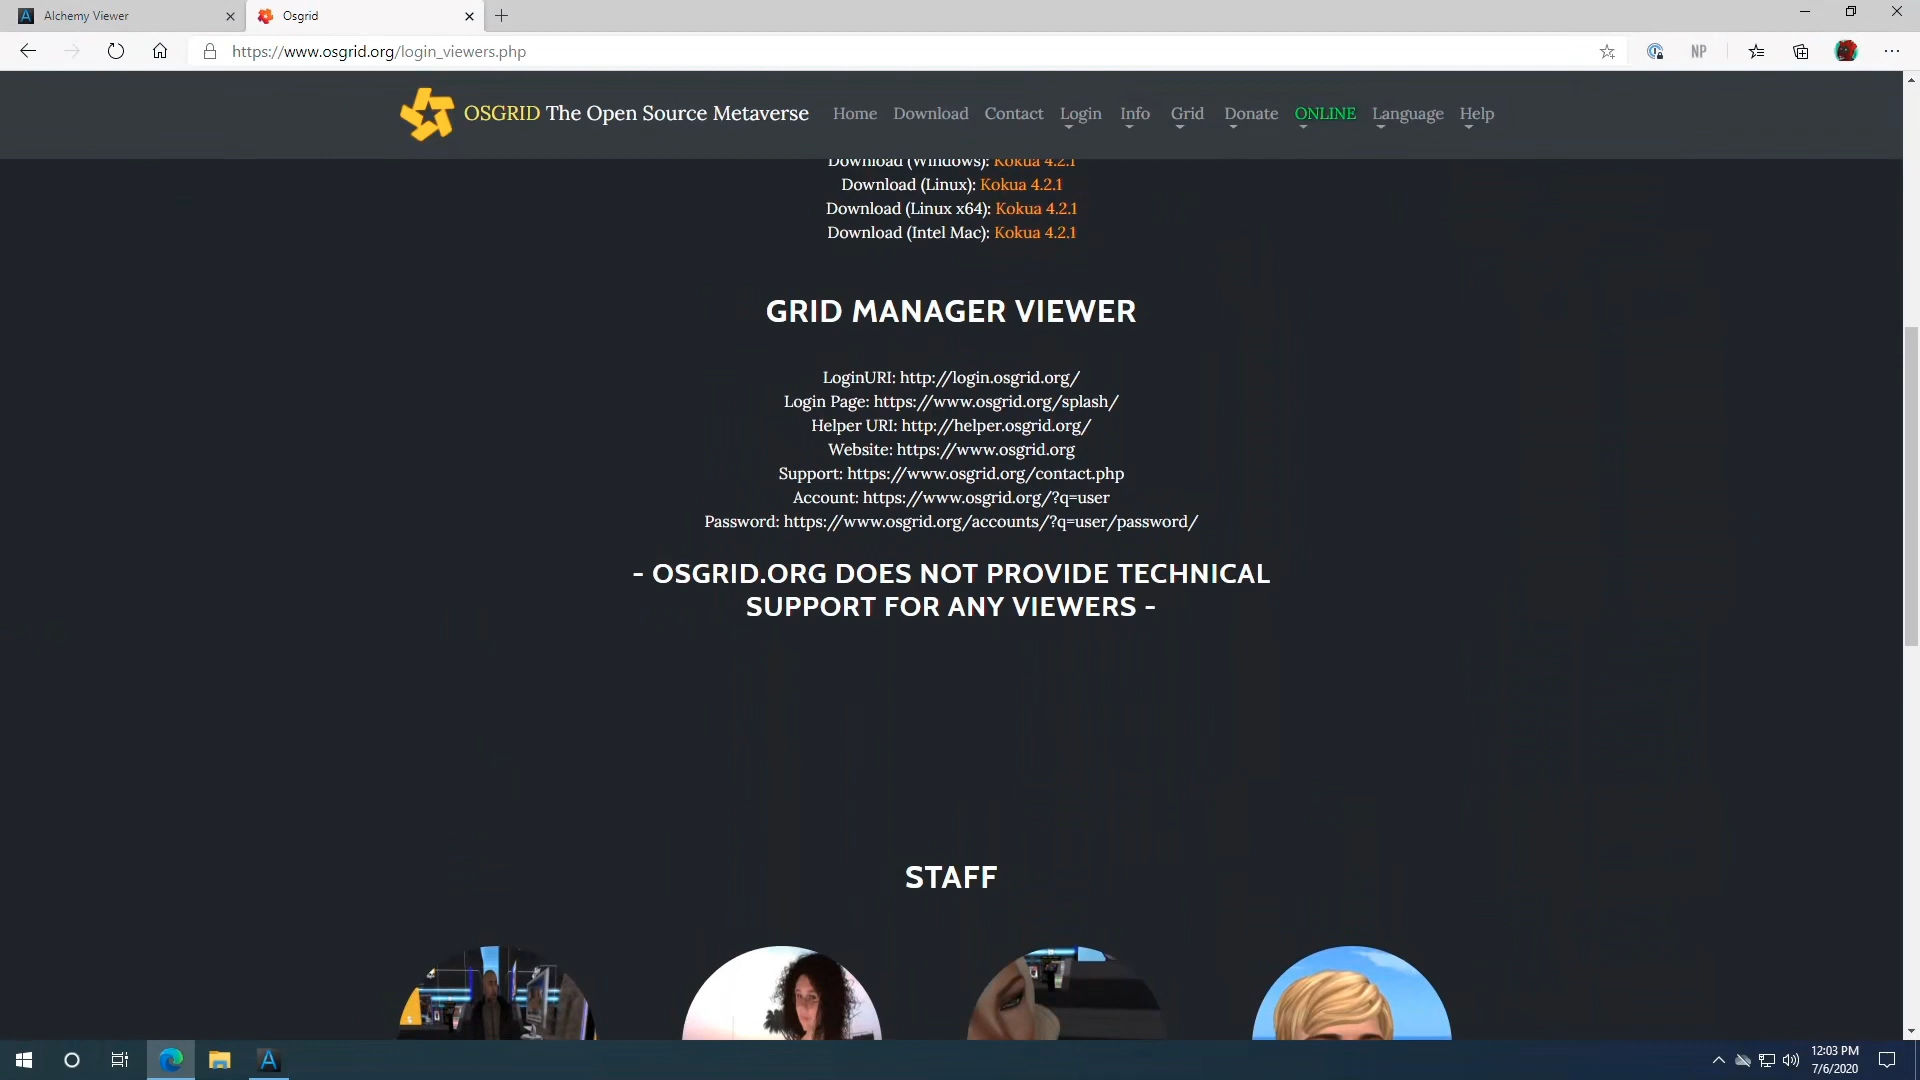 Alchemy Viewer
Osgrid
https://www.osgrid.org/login_viewers.php
NP
OSGRID The Open Source Metaverse
Home
Download
Contact
Login
Info
Grid
Donate
ONLINE
Language
Help
Download (Windows): Kokua 4.2.1
Download (Linux): Kokua 4.2.1
Download (Linux x64): Kokua 4.2.1
Download (Intel Mac): Kokua 4.2.1
GRID MANAGER VIEWER
LoginURI: http://login.osgrid.org/
Login Page: https://www.osgrid.org/splash/
Helper URI: http://helper.osgrid.org/
Website: https://www.osgrid.org
Support: https://www.osgrid.org/contact.php
Account: https://www.osgrid.org/?q=user
Password: https://www.osgrid.org/accounts/?q=user/password/
- OSGRID.ORG DOES NOT PROVIDE TECHNICAL
SUPPORT FOR ANY VIEWERS -
STAFF
12:03 PM
7/6/2020